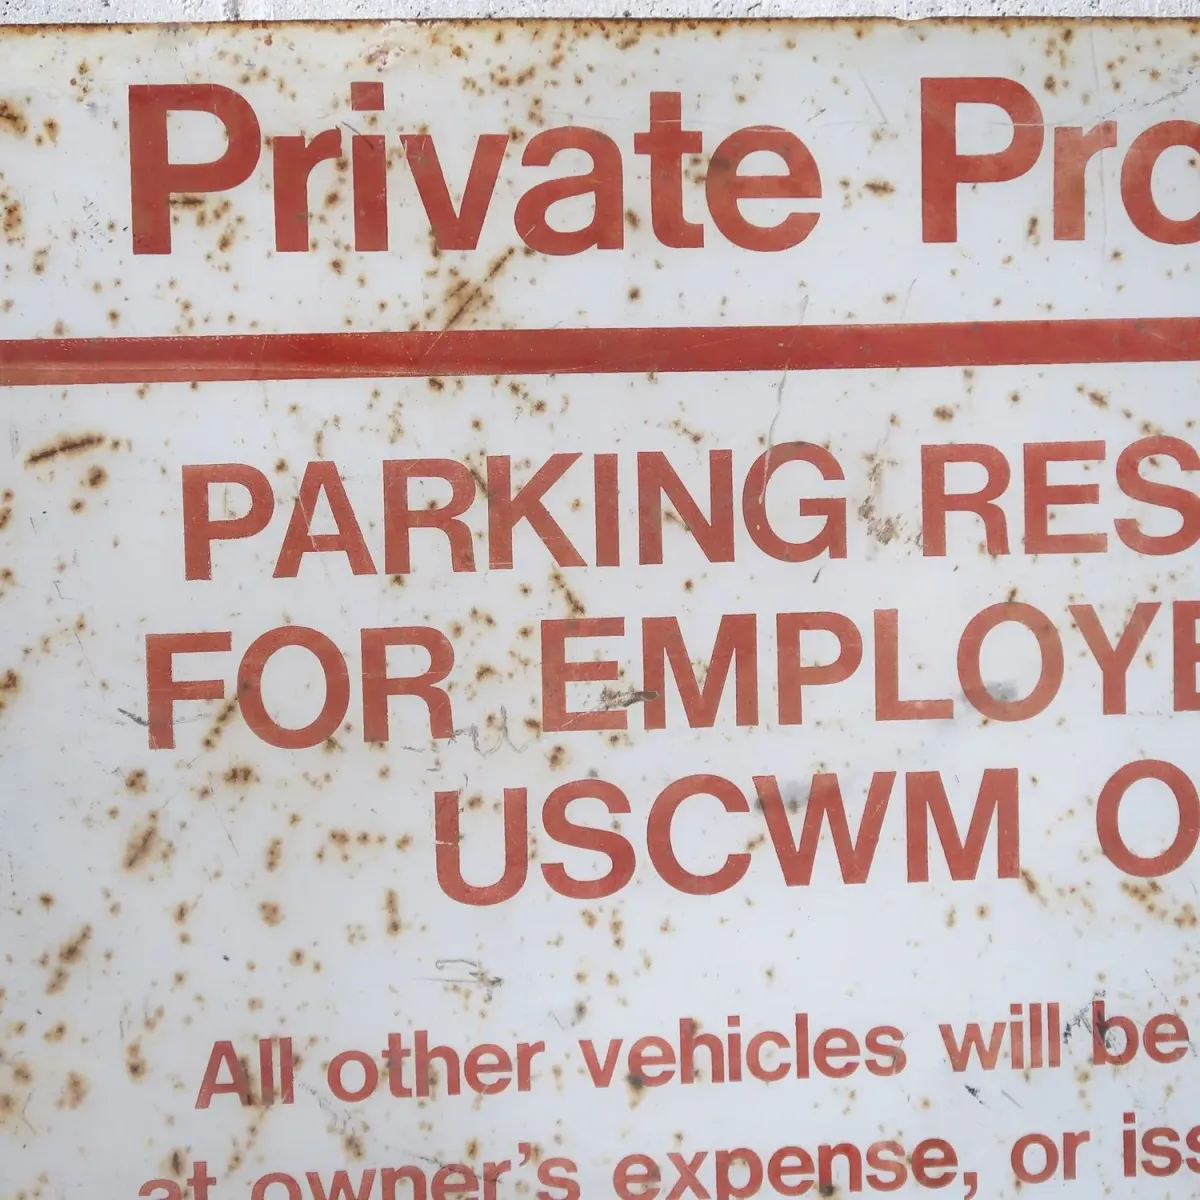 Private Pro
PARKING RES
FOR EMPLOYE
USCWM O
All other vehicles will be
at owner's expense, or iss